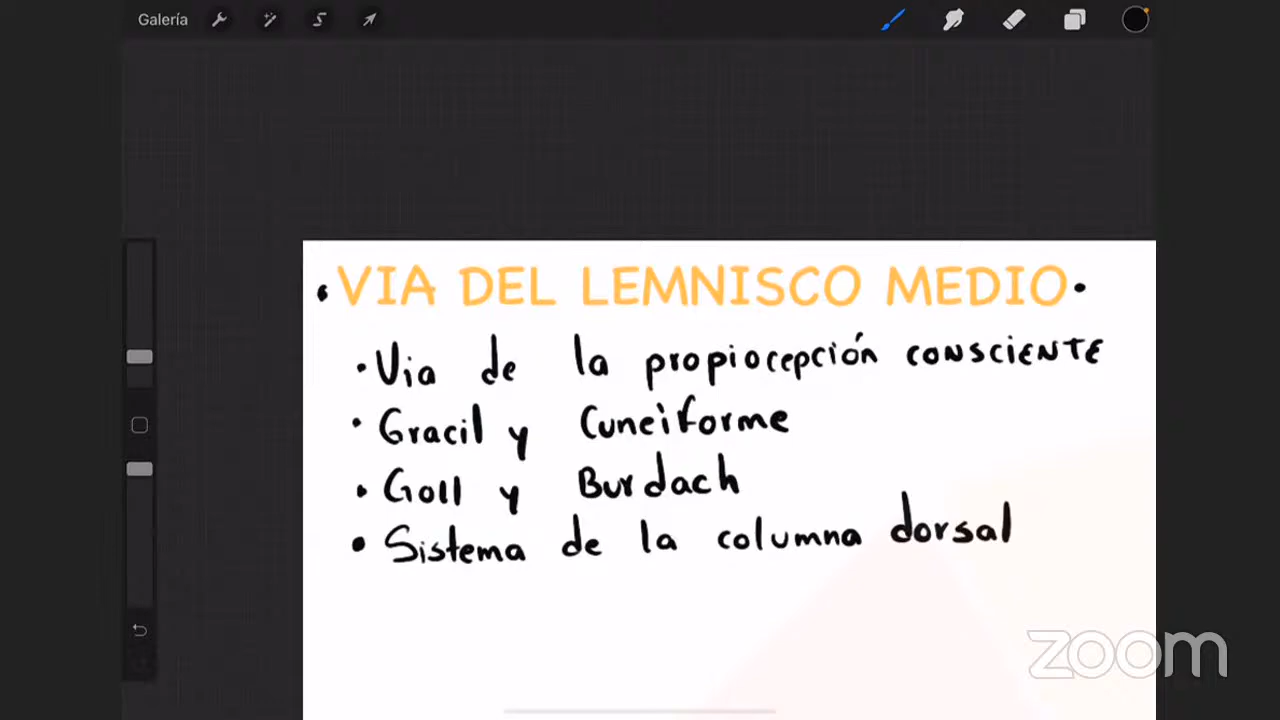 Galería
• VIA DEL LEMNISCO MEDIO •
• Via de la propiocepción CONSCIENTE
• Gracil y Cuneiforme
• Goll y Burdach
• Sistema de la columna dorsal
zoom